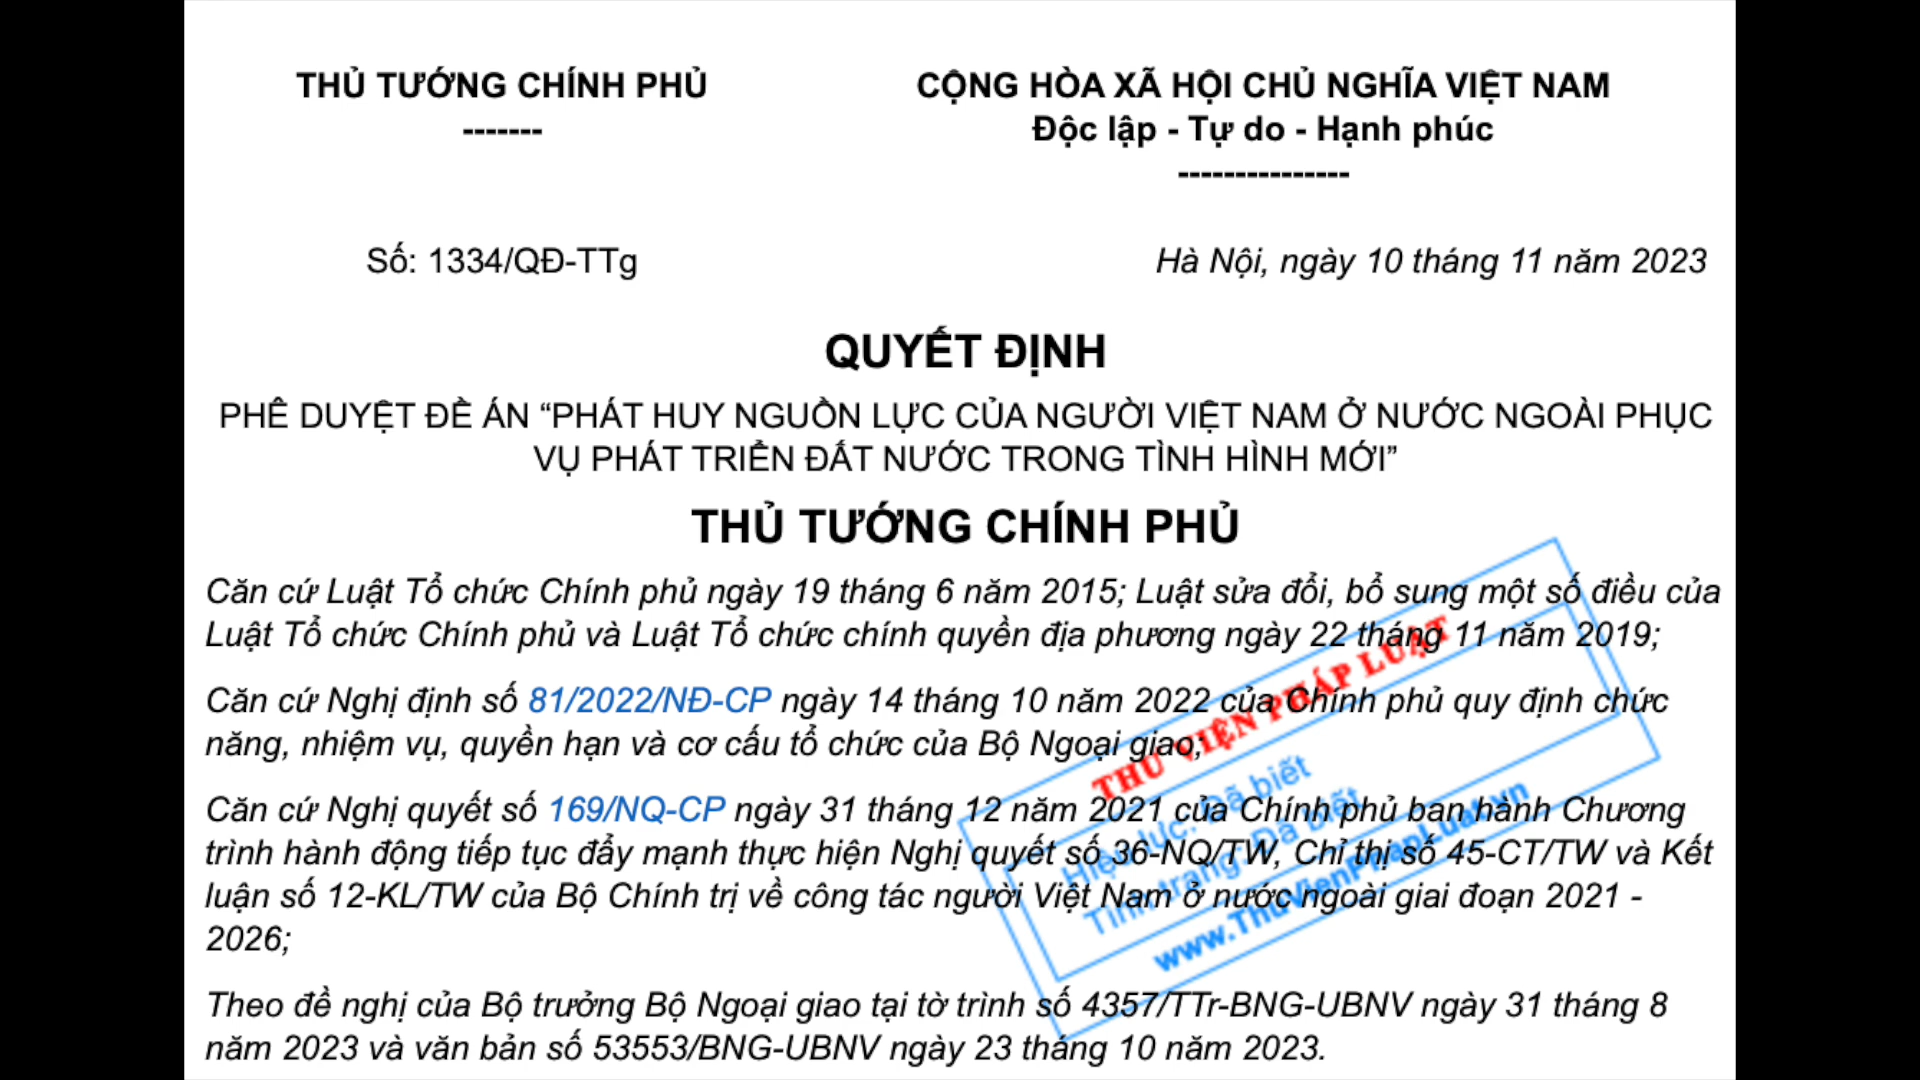 THỦ TƯỚNG CHÍNH PHỦ
-------
CỘNG HÒA XÃ HỘI CHỦ NGHĨA VIỆT NAM
Độc lập - Tự do - Hạnh phúc
---------------
Số: 1334/QĐ-TTg
Hà Nội, ngày 10 tháng 11 năm 2023
QUYẾT ĐỊNH
PHÊ DUYỆT ĐỀ ÁN “PHÁT HUY NGUỒN LỰC CỦA NGƯỜI VIỆT NAM Ở NƯỚC NGOÀI PHỤC
VỤ PHÁT TRIỂN ĐẤT NƯỚC TRONG TÌNH HÌNH MỚI”
THỦ TƯỚNG CHÍNH PHỦ
Căn cứ Luật Tổ chức Chính phủ ngày 19 tháng 6 năm 2015; Luật sửa đổi, bổ sung một số điều của
Luật Tổ chức Chính phủ và Luật Tổ chức chính quyền địa phương ngày 22 tháng 11 năm 2019;
Căn cứ Nghị định số 81/2022/NĐ-CP ngày 14 tháng 10 năm 2022 của Chính phủ quy định chức
năng, nhiệm vụ, quyền hạn và cơ cấu tổ chức của Bộ Ngoại giao;
Căn cứ Nghị quyết số 169/NQ-CP ngày 31 tháng 12 năm 2021 của Chính phủ ban hành Chương
trình hành động tiếp tục đẩy mạnh thực hiện Nghị quyết số 36-NQ/TW, Chỉ thị số 45-CT/TW và Kết
luận số 12-KL/TW của Bộ Chính trị về công tác người Việt Nam ở nước ngoài giai đoạn 2021 -
2026;
Theo đề nghị của Bộ trưởng Bộ Ngoại giao tại tờ trình số 4357/TTr-BNG-UBNV ngày 31 tháng 8
năm 2023 và văn bản số 53553/BNG-UBNV ngày 23 tháng 10 năm 2023.
THƯ VIỆN PHÁP LUẬT
Hiệu lực: Đã biết
Tình trạng: Đã biết
www.ThuVienPhapLuat.vn